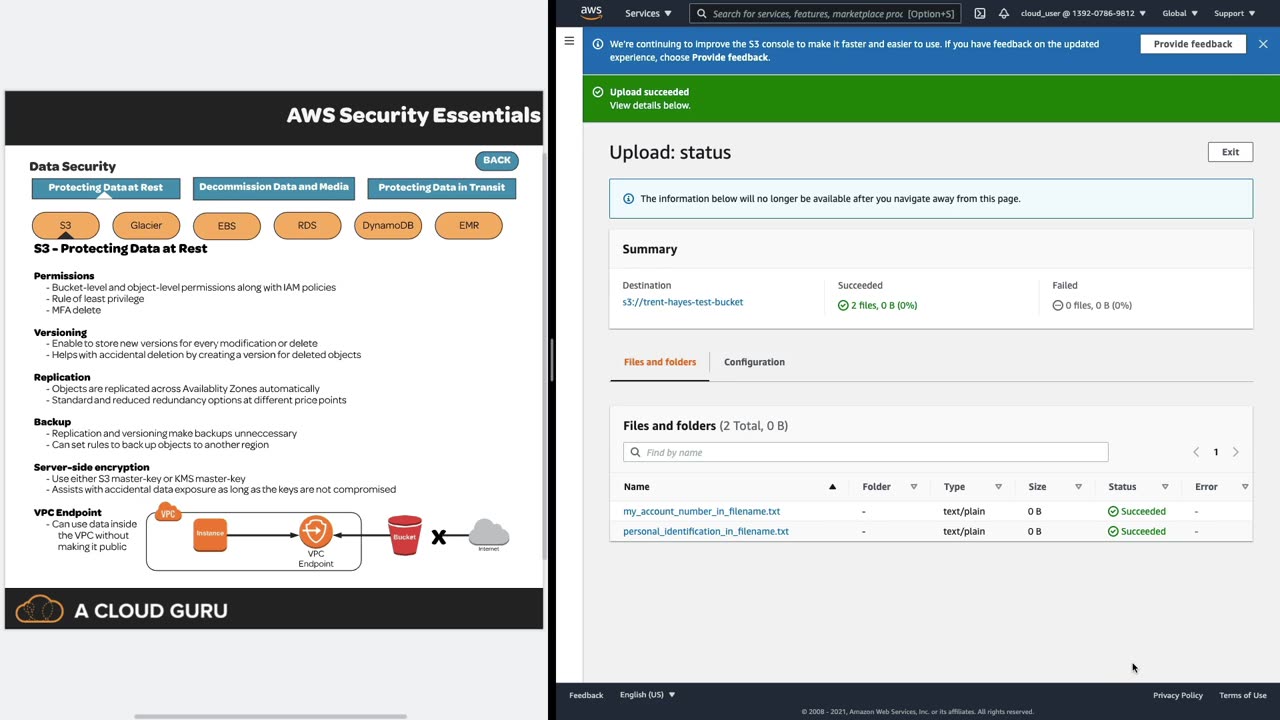 AWS Security Essentials
Data Security
BACK
Protecting Data at Rest
Decommission Data and Media
Protecting Data in Transit
S3
Glacier
EBS
RDS
DynamoDB
EMR
S3 - Protecting Data at Rest
Permissions
- Bucket-level and object-level permissions along with IAM policies
- Rule of least privilege
- MFA delete
Versioning
- Enable to store new versions for every modification or delete
- Helps with accidental deletion by creating a version for deleted objects
Replication
- Objects are replicated across Availablity Zones automatically
- Standard and reduced redundancy options at different price points
Backup
- Replication and versioning make backups unneccessary
- Can set rules to back up objects to another region
Server-side encryption
- Use either S3 master-key or KMS master-key
- Assists with accidental data exposure as long as the keys are not compromised
VPC Endpoint
- Can use data inside
the VPC without
making it public
VPC
Instance
VPC
Endpoint
Bucket
Internet
A CLOUD GURU
aws
Services
Search for services, features, marketplace proc [Option+S]
cloud_user @ 1392-0786-9812
Global
Support
We're continuing to improve the S3 console to make it faster and easier to use. If you have feedback on the updated
experience, choose Provide feedback.
Provide feedback
Upload succeeded
View details below.
Upload: status
Exit
The information below will no longer be available after you navigate away from this page.
Summary
Destination
s3://trent-hayes-test-bucket
Succeeded
2 files, 0 B (0%)
Failed
0 files, 0 B (0%)
Files and folders
Configuration
Files and folders (2 Total, 0 B)
Find by name
1
Name
Folder
Type
Size
Status
Error
my_account_number_in_filename.txt - text/plain 0 B Succeeded -
personal_identification_in_filename.txt - text/plain 0 B Succeeded -
Feedback
English (US)
Privacy Policy
Terms of Use
© 2008 - 2021, Amazon Web Services, Inc. or its affiliates. All rights reserved.